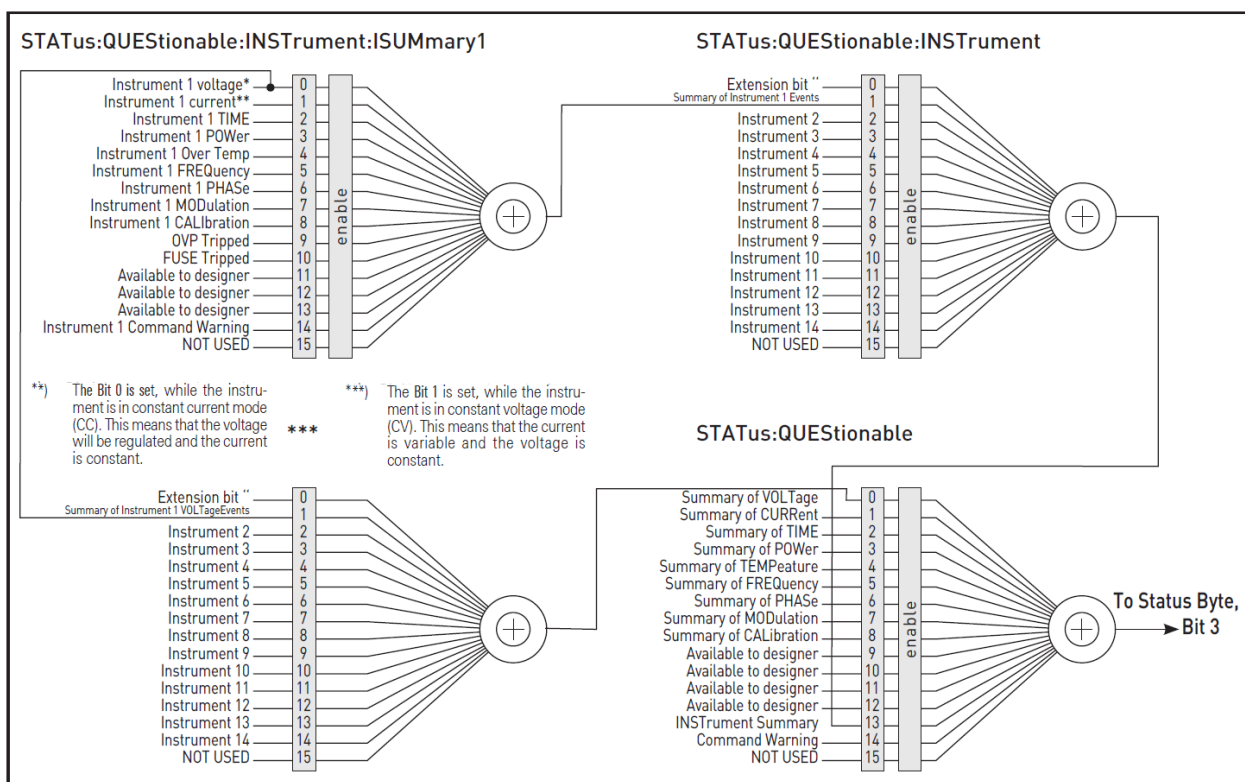 STATus:QUEStionable:INSTrument:ISUMmary1
Instrument 1 voltage* 0
Instrument 1 current** 1
Instrument 1 TIME 2
Instrument 1 POWer 3
Instrument 1 Over Temp 4
Instrument 1 FREQuency 5
Instrument 1 PHASe 6
Instrument 1 MODulation 7
Instrument 1 CALIbration 8
OVP Tripped 9
FUSE Tripped 10
Available to designer 11
Available to designer 12
Available to designer 13
Instrument 1 Command Warning 14
NOT USED 15
enable
STATus:QUEStionable:INSTrument
Extension bit " 0
Summary of Instrument 1 Events 1
Instrument 2 2
Instrument 3 3
Instrument 4 4
Instrument 5 5
Instrument 6 6
Instrument 7 7
Instrument 8 8
Instrument 9 9
Instrument 10 10
Instrument 11 11
Instrument 12 12
Instrument 13 13
Instrument 14 14
NOT USED 15
enable
**) The Bit 0 is set, while the instru-
ment is in constant current mode
(CC). This means that the voltage
will be regulated and the current
is constant.
***
***) The Bit 1 is set, while the instru-
ment is in constant voltage mode
(CV). This means that the current
is variable and the voltage is
constant.
Extension bit " 0
Summary of Instrument 1 VOLTageEvents 1
Instrument 2 2
Instrument 3 3
Instrument 4 4
Instrument 5 5
Instrument 6 6
Instrument 7 7
Instrument 8 8
Instrument 9 9
Instrument 10 10
Instrument 11 11
Instrument 12 12
Instrument 13 13
Instrument 14 14
NOT USED 15
STATus:QUEStionable
Summary of VOLTage 0
Summary of CURRent 1
Summary of TIME 2
Summary of POWer 3
Summary of TEMPeature 4
Summary of FREQuency 5
Summary of PHASe 6
Summary of MODulation 7
Summary of CALibration 8
Available to designer 9
Available to designer 10
Available to designer 11
Available to designer 12
INSTrument Summary 13
Command Warning 14
NOT USED 15
enable
To Status Byte,
Bit 3